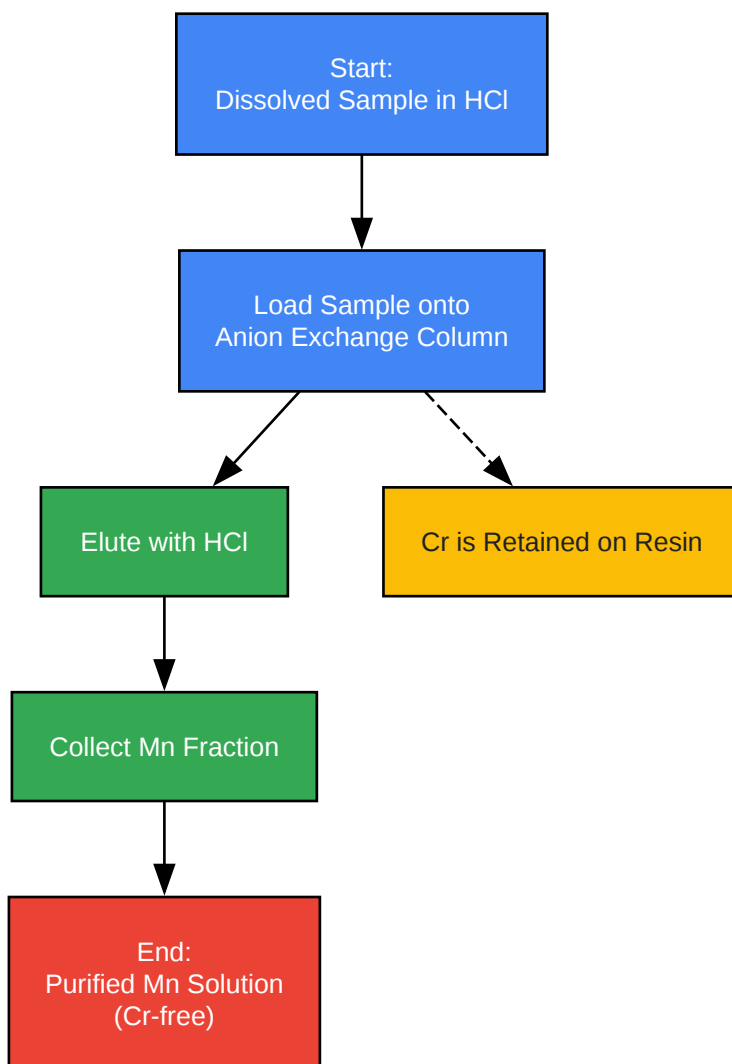 Start:
Dissolved Sample in HCl
Load Sample onto
Anion Exchange Column
Elute with HCl
Cr is Retained on Resin
Collect Mn Fraction
End:
Purified Mn Solution
(Cr-free)